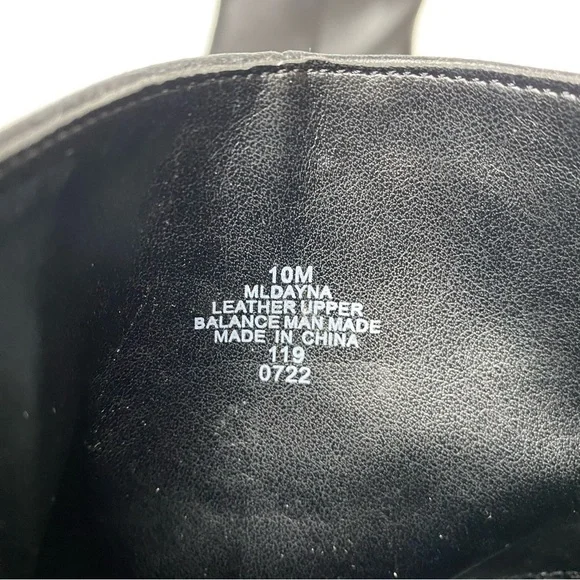 10M
MLDAYNA
LEATHER UPPER
BALANCE MAN MADE
MADE IN CHINA
119
0722